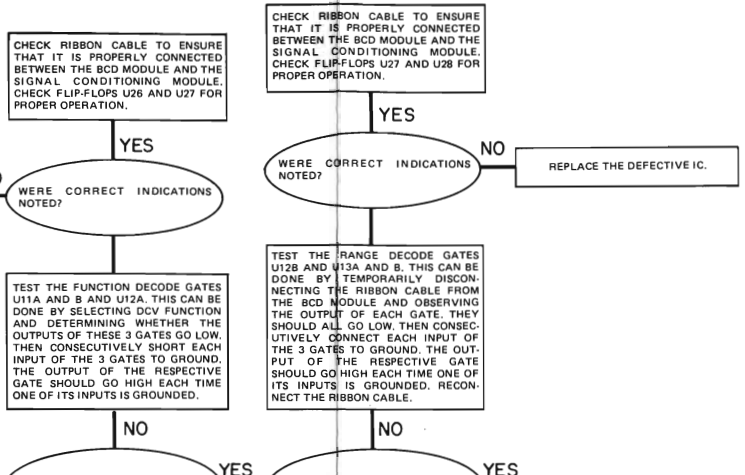 CHECK RIBBON CABLE TO ENSURE
THAT IT IS PROPERLY CONNECTED
BETWEEN THE BCD MODULE AND THE
SIGNAL CONDITIONING MODULE.
CHECK FLIP-FLOPS U26 AND U27 FOR
PROPER OPERATION.
YES
WERE CORRECT INDICATIONS
NOTED?
TEST THE FUNCTION DECODE GATES
U11A AND B AND U12A. THIS CAN BE
DONE BY SELECTING DCV FUNCTION
AND DETERMINING WHETHER THE
OUTPUTS OF THESE 3 GATES GO LOW.
THEN CONSECUTIVELY SHORT EACH
INPUT OF THE 3 GATES TO GROUND.
THE OUTPUT OF THE RESPECTIVE
GATE SHOULD GO HIGH EACH TIME
ONE OF ITS INPUTS IS GROUNDED.
NO
YES
CHECK RIBBON CABLE TO ENSURE
THAT IT IS PROPERLY CONNECTED
BETWEEN THE BCD MODULE AND THE
SIGNAL CONDITIONING MODULE.
CHECK FLIP-FLOPS U27 AND U28 FOR
PROPER OPERATION.
YES
WERE CORRECT INDICATIONS
NOTED?
NO
REPLACE THE DEFECTIVE IC.
TEST THE RANGE DECODE GATES
U12B AND U13A AND B. THIS CAN BE
DONE BY TEMPORARILY DISCON-
NECTING THE RIBBON CABLE FROM
THE BCD MODULE AND OBSERVING
THE OUTPUT OF EACH GATE. THEY
SHOULD ALL GO LOW. THEN CONSEC-
UTIVELY CONNECT EACH INPUT OF
THE 3 GATES TO GROUND. THE OUT-
PUT OF THE RESPECTIVE GATE
SHOULD GO HIGH EACH TIME ONE OF
ITS INPUTS IS GROUNDED. RECON-
NECT THE RIBBON CABLE.
NO
YES